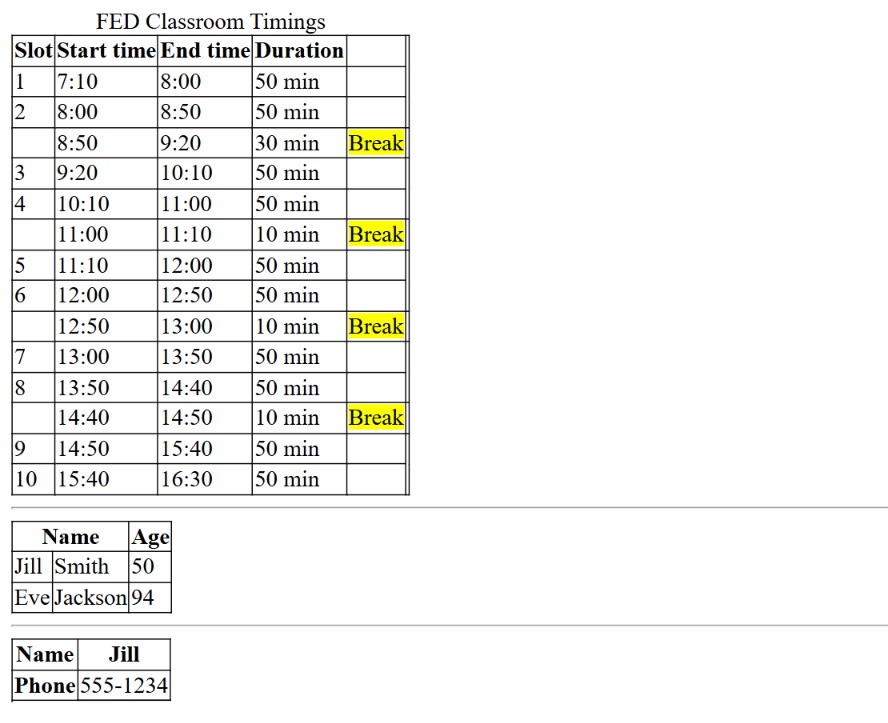 FED Classroom Timings
Slot Start time End time Duration
1 7:10 8:00 50 min
2 8:00 8:50 50 min
8:50 9:20 30 min Break
3 9:20 10:10 50 min
4 10:10 11:00 50 min
11:00 11:10 10 min Break
5 11:10 12:00 50 min
6 12:00 12:50 50 min
12:50 13:00 10 min Break
7 13:00 13:50 50 min
8 13:50 14:40 50 min
14:40 14:50 10 min Break
9 14:50 15:40 50 min
10 15:40 16:30 50 min
Name Age
Jill Smith 50
Eve Jackson 94
Name Jill
Phone 555-1234